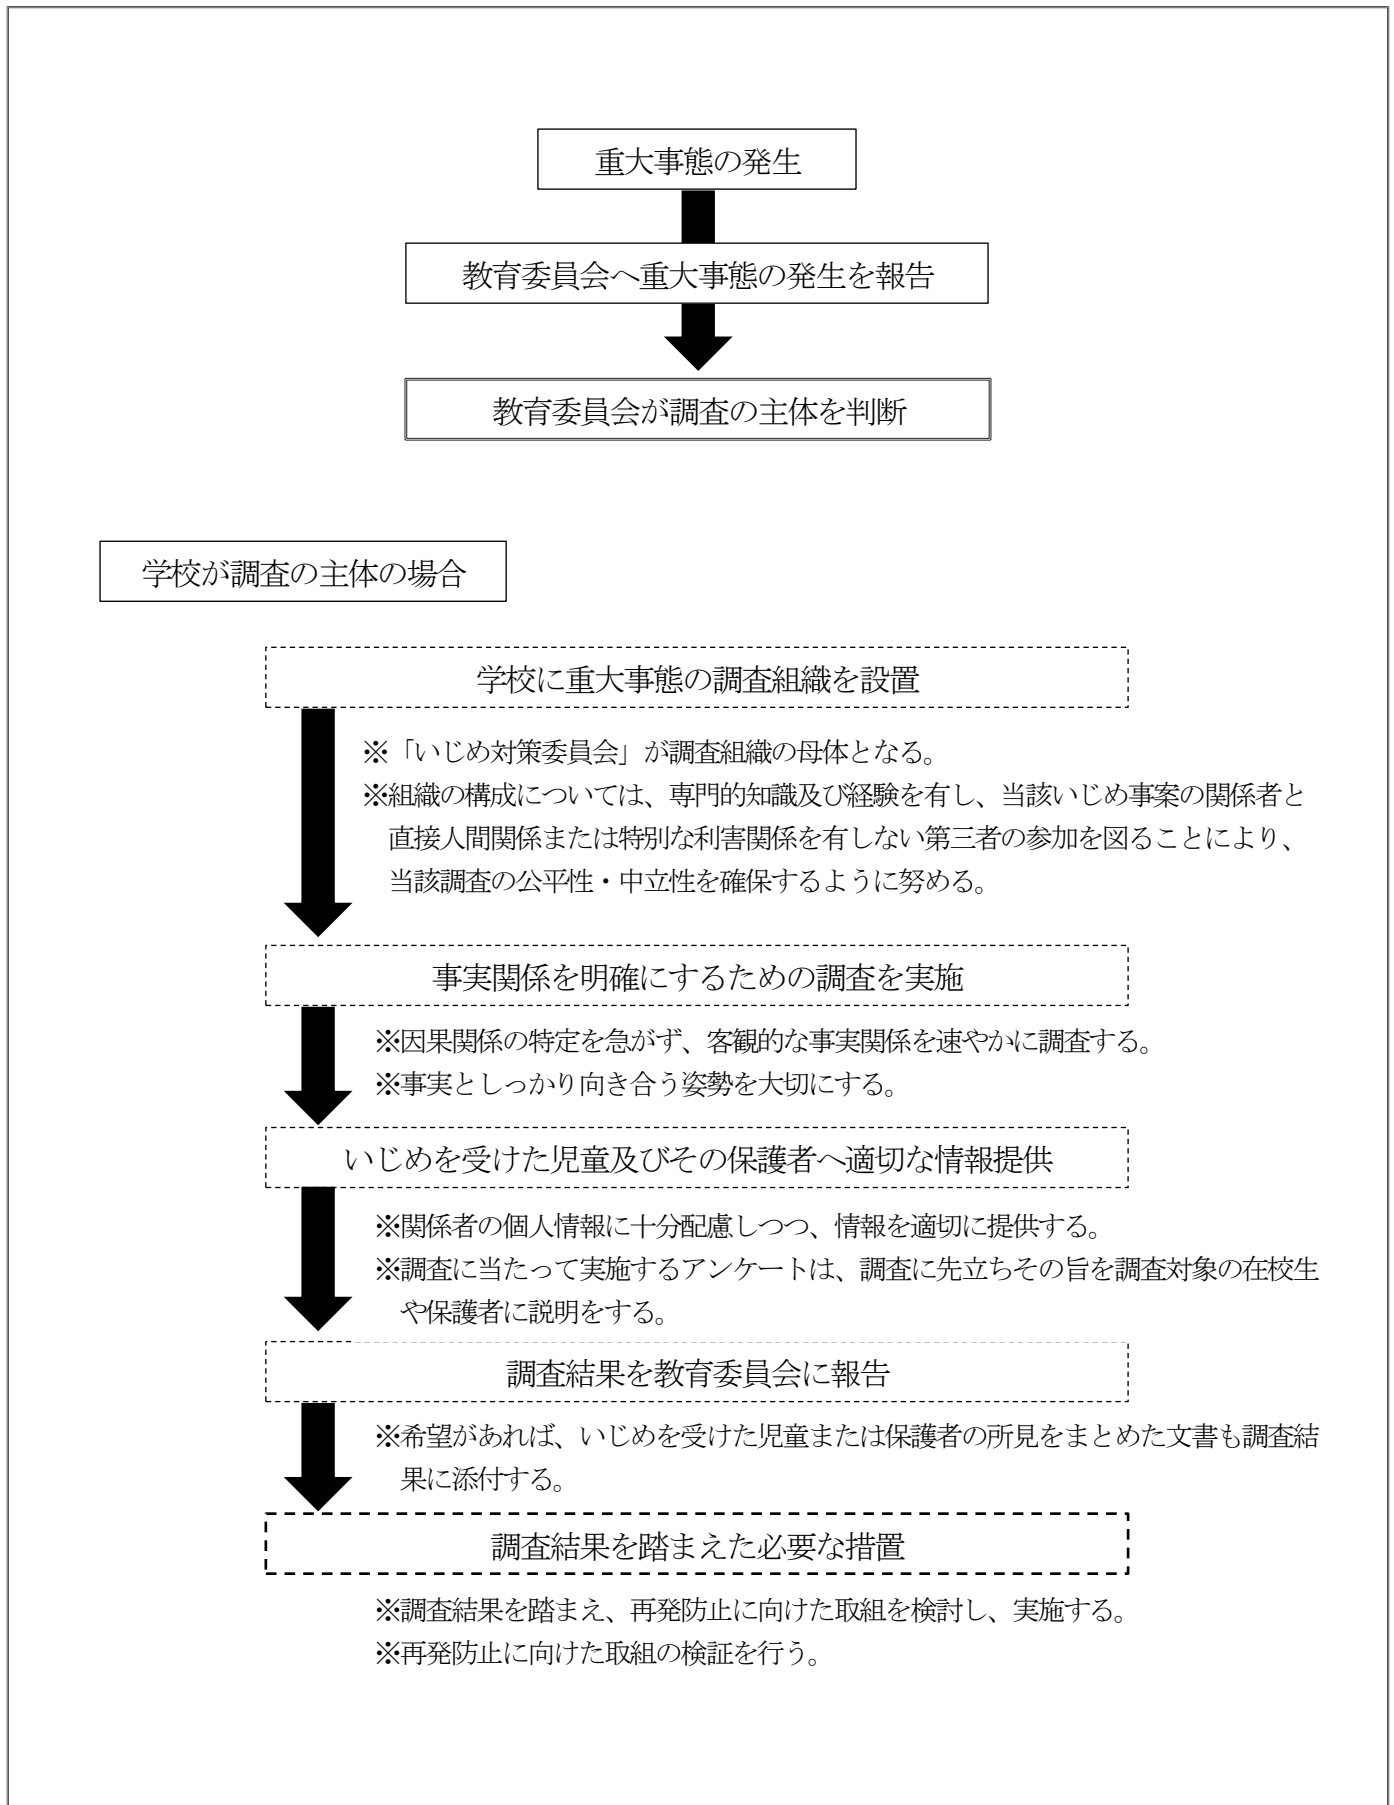 重大事態の発生
教育委員会へ重大事態の発生を報告
教育委員会が調査の主体を判断
学校が調査の主体の場合
学校に重大事態の調査組織を設置
※「いじめ対策委員会」が調査組織の母体となる。
※組織の構成については、専門的知識及び経験を有し、当該いじめ事案の関係者と
直接人間関係または特別な利害関係を有しない第三者の参加を図ることにより、
当該調査の公平性・中立性を確保するように努める。
事実関係を明確にするための調査を実施
※因果関係の特定を急がず、客観的な事実関係を速やかに調査する。
※事実としっかり向き合う姿勢を大切にする。
いじめを受けた児童及びその保護者へ適切な情報提供
※関係者の個人情報に十分配慮しつつ、情報を適切に提供する。
※調査に当たって実施するアンケートは、調査に先立ちその旨を調査対象の在校生
や保護者に説明をする。
調査結果を教育委員会に報告
※希望があれば、いじめを受けた児童または保護者の所見をまとめた文書も調査結
果に添付する。
調査結果を踏まえた必要な措置
※調査結果を踏まえ、再発防止に向けた取組を検討し、実施する。
※再発防止に向けた取組の検証を行う。